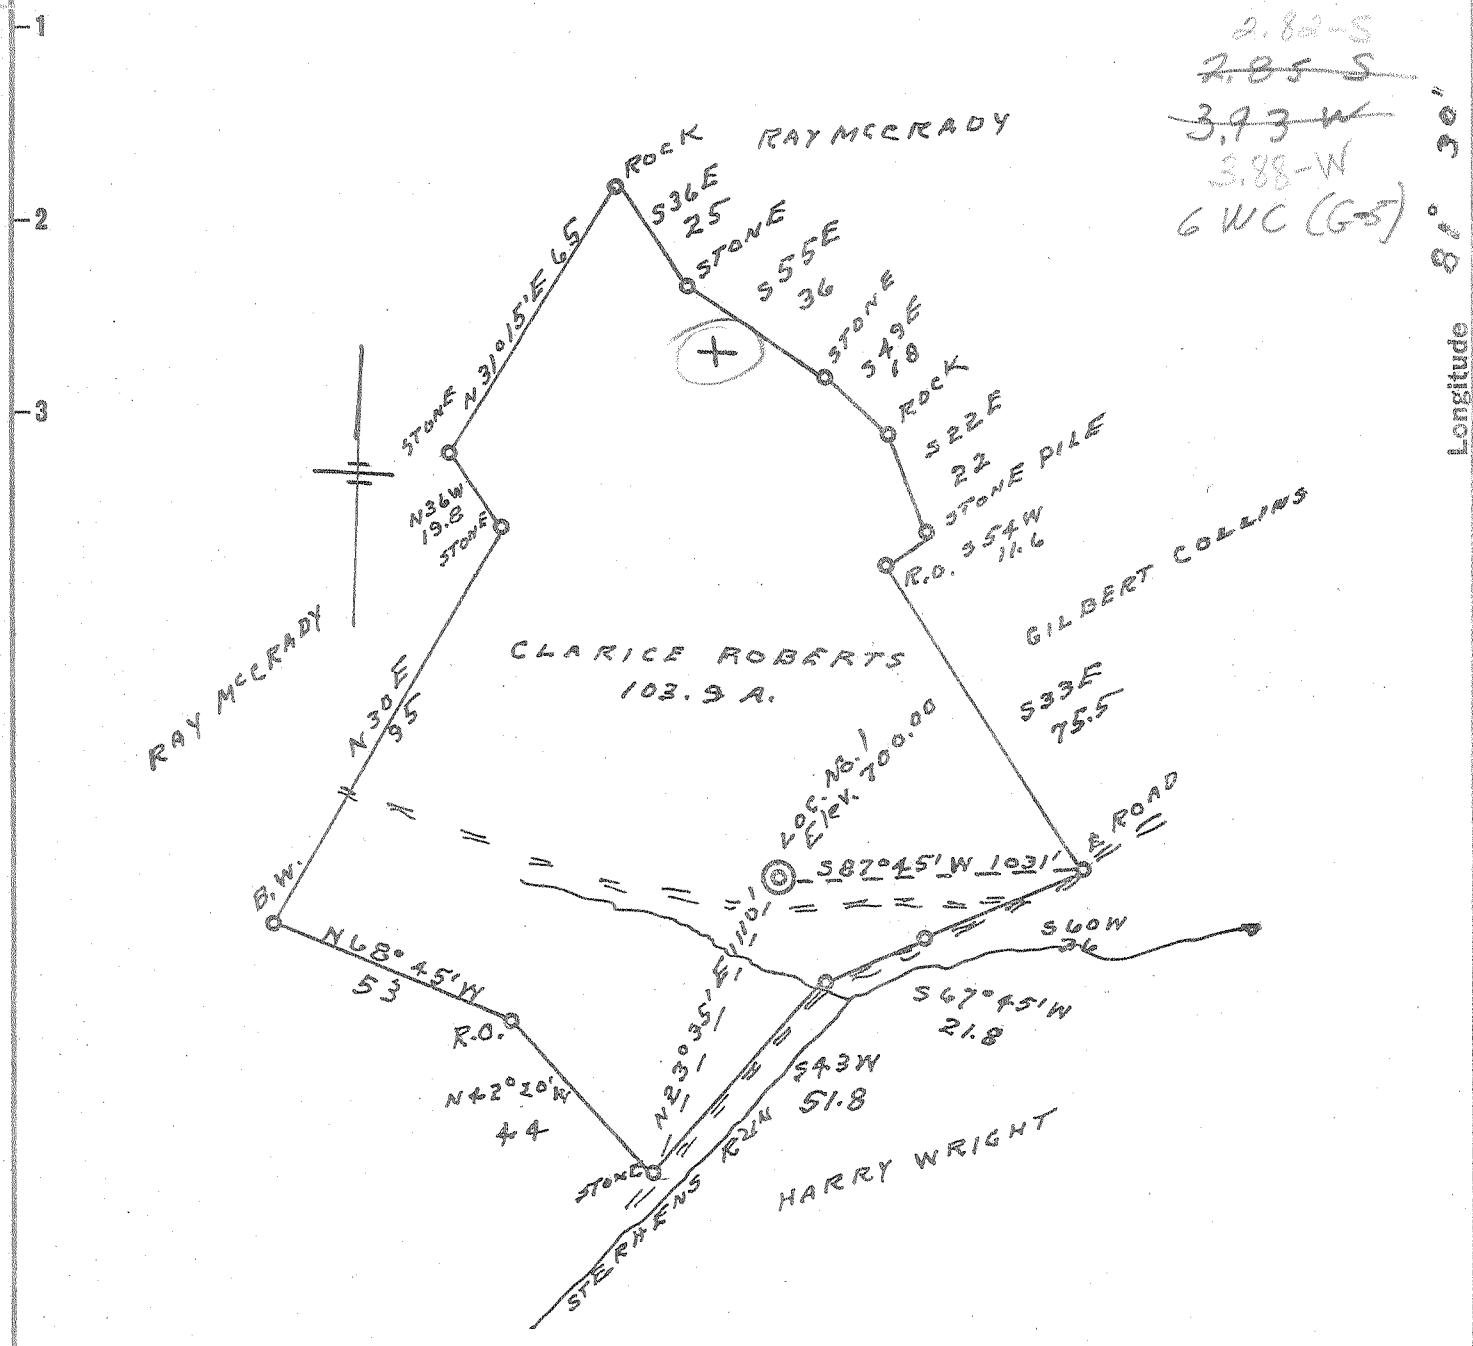 1
2.82-S
2.85 S
3.93 W
3.88-W
6 WC (G-5)
Longitude 81° 30"
2
3
RAY McCRADY
ROCK
S36E
25
STONE
S55E
36
STONE
S49E
18
ROCK
S22E
22
STONE PILE
S54W
11.6
R.O.
GILBERT COLLINS
S33E
75.5
N31°15'E 65
STONE
N36W
19.8
STONE
RAY McCRADY
N30E
95
CLARICE ROBERTS
103.9 A.
LOC. No. 1
Elev. 700.00
S87°45'W 1031'
ROAD
B.W.
N68°45'W
53
R.O.
N42°20'W
44
STONE
N23°35'E 1101'
S60W
36
S67°45'W
21.8
S43W
51.8
STEPHENS RUN
HARRY WRIGHT